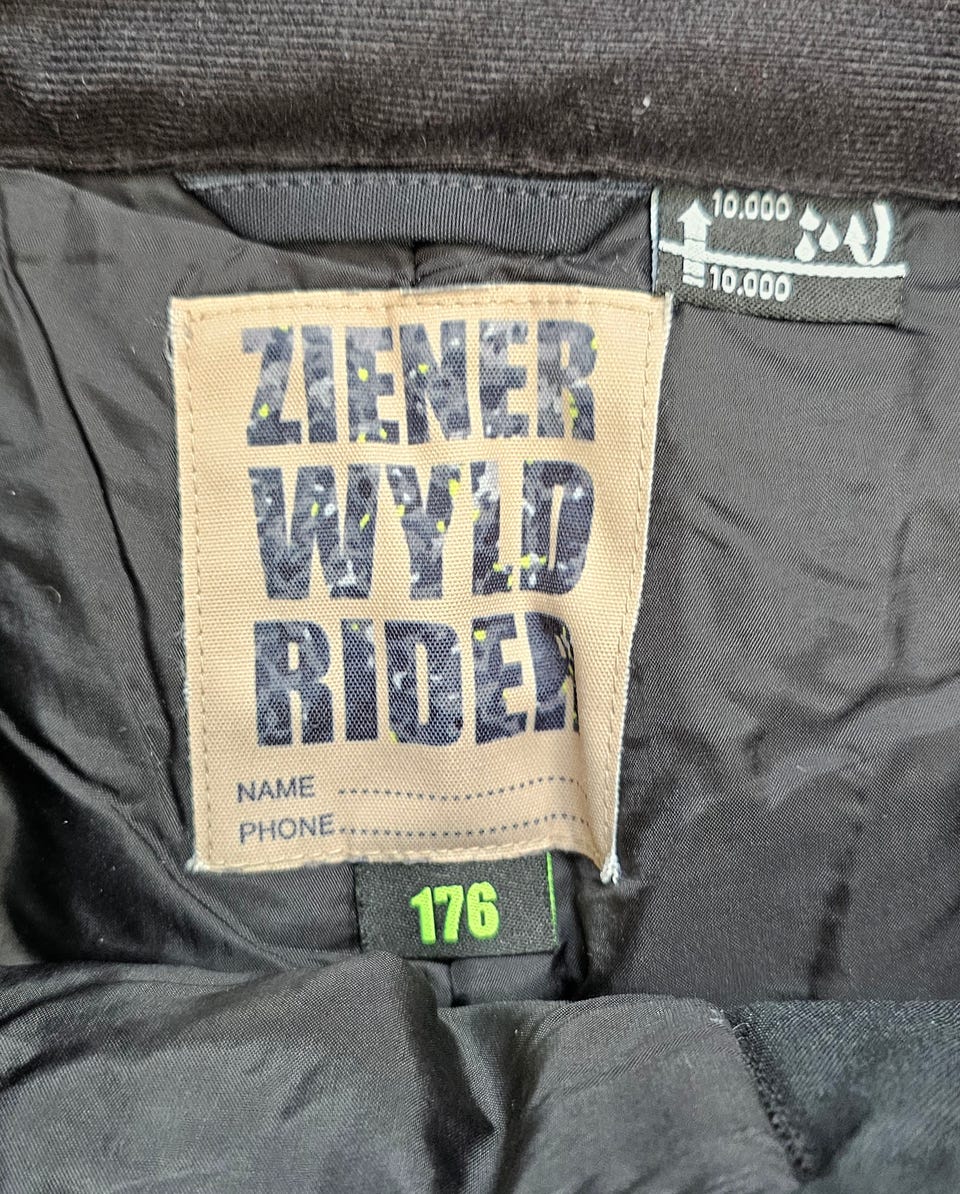 10.000
10.000
ZIENER
WYLD
RIDER
NAME ........................
PHONE........................
176